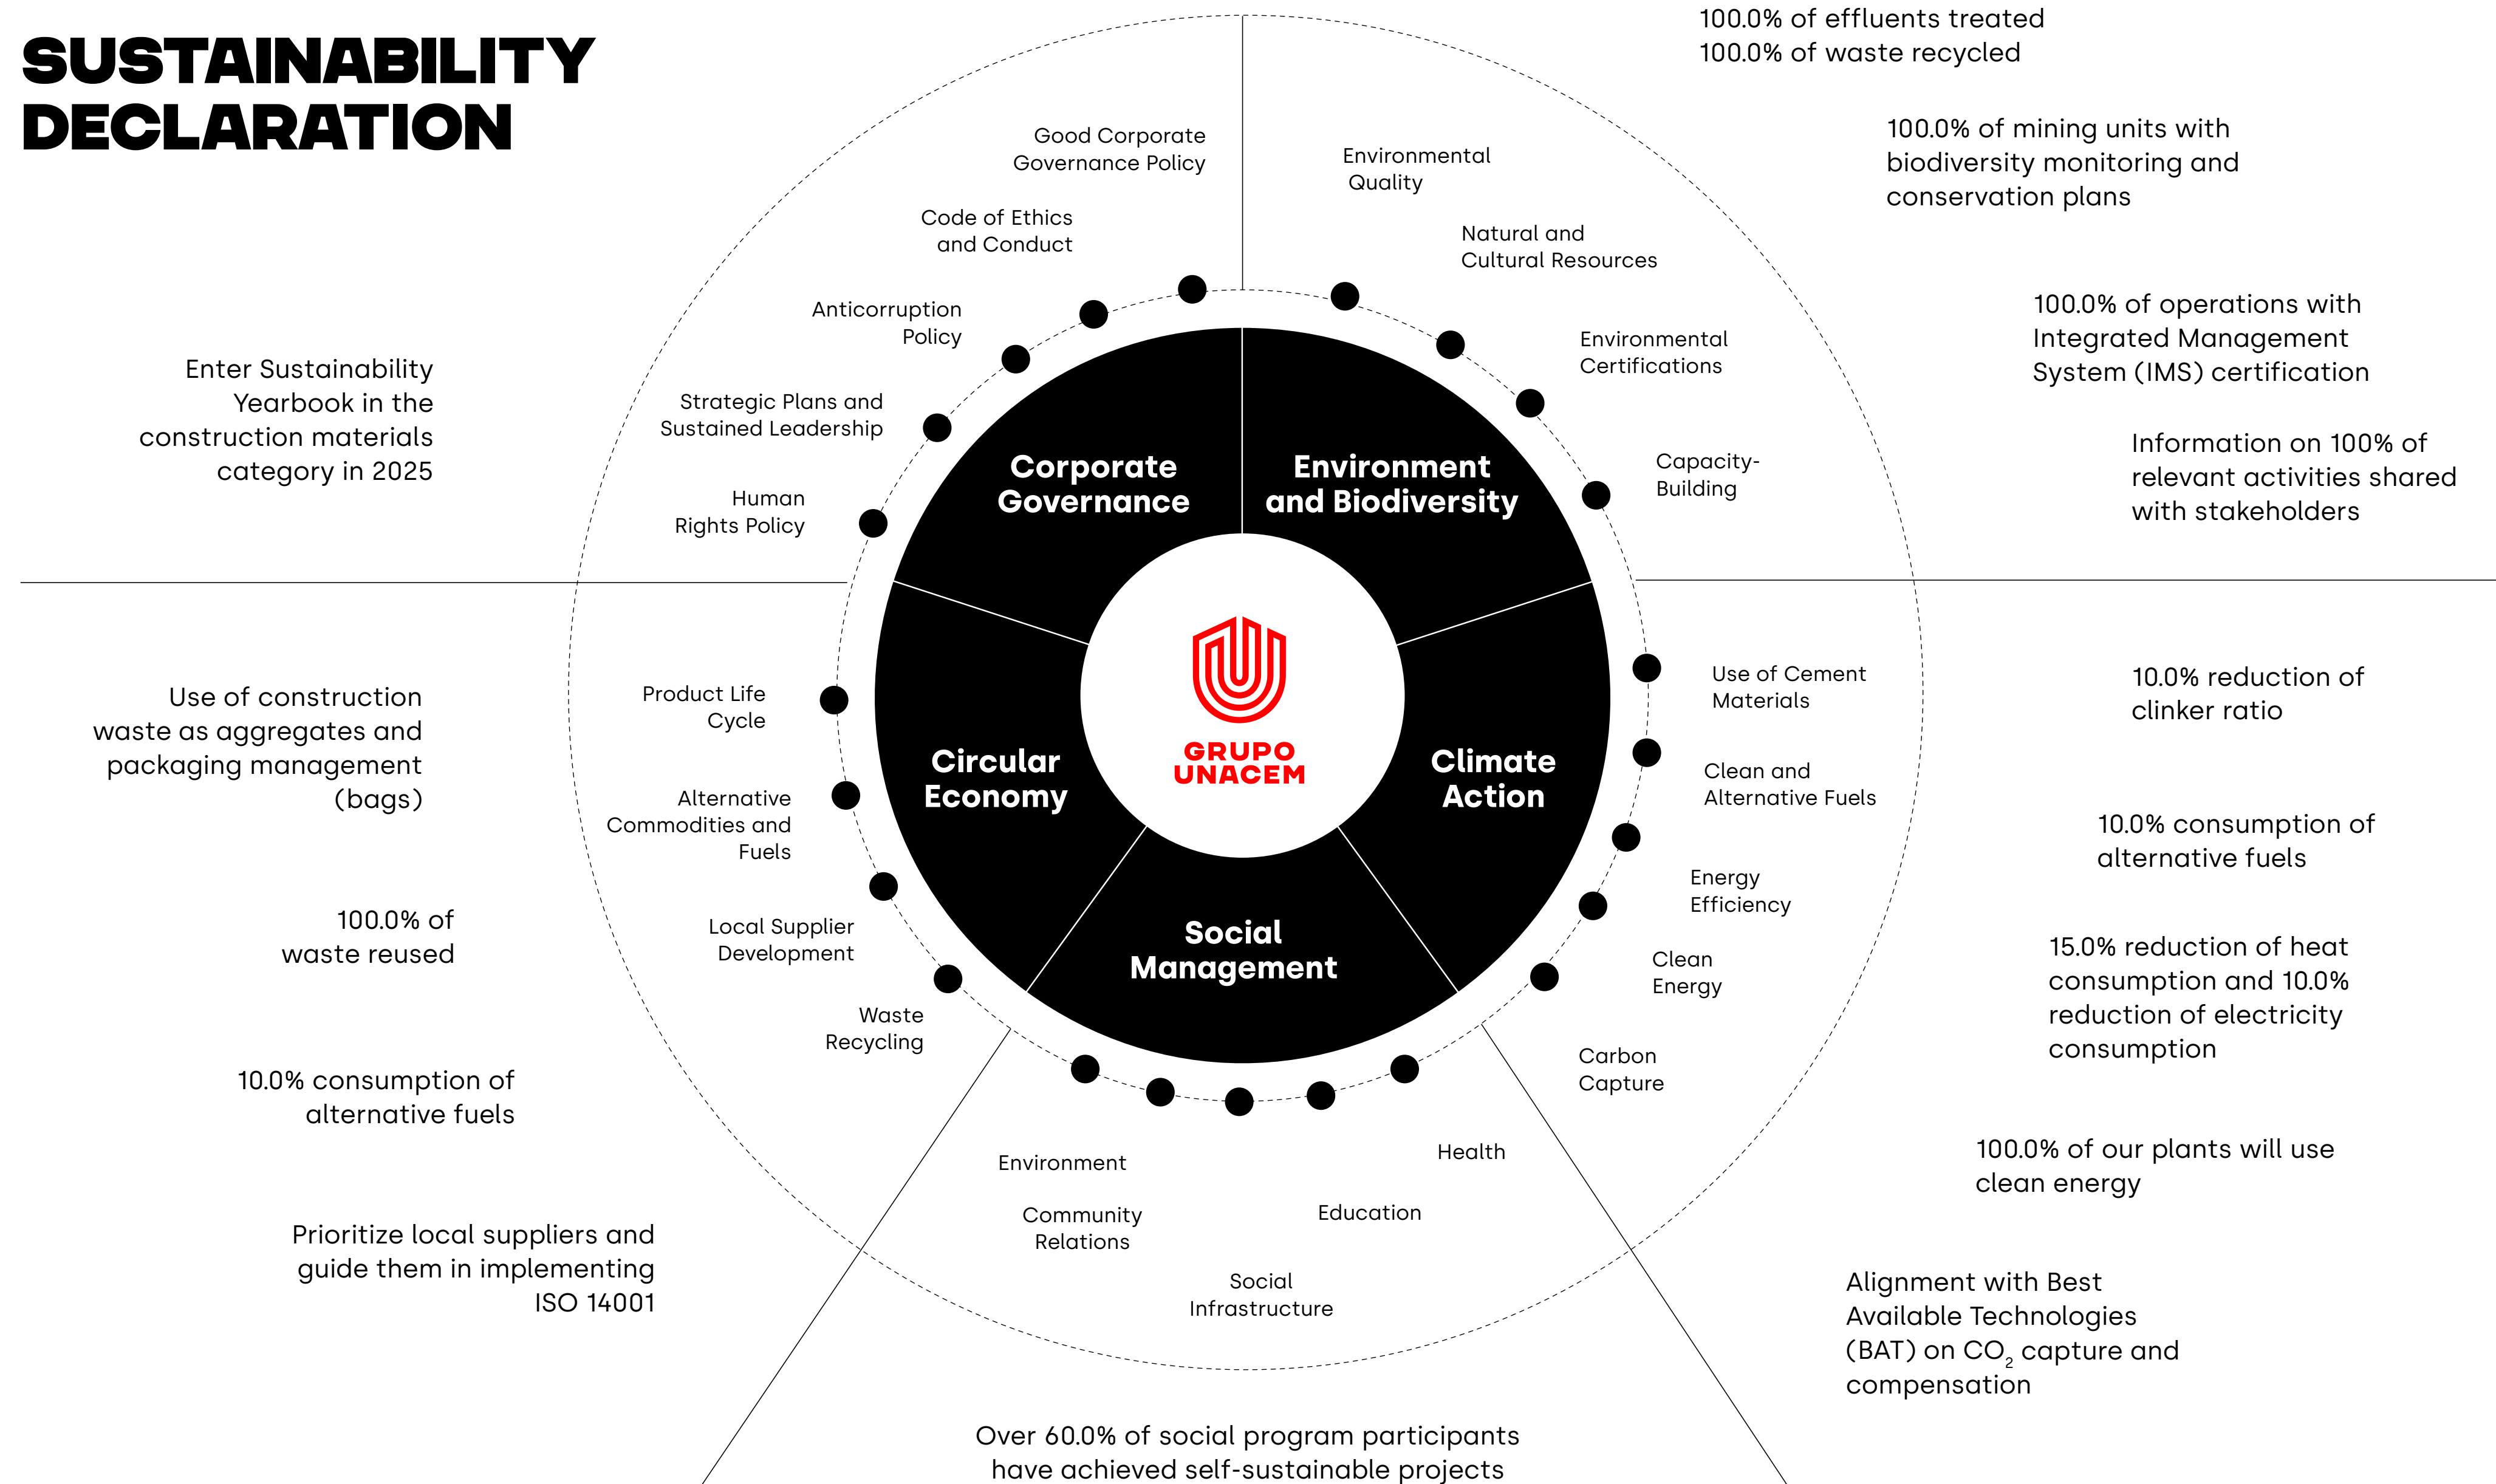 SUSTAINABILITY
DECLARATION
Good Corporate
Governance Policy
Code of Ethics
and Conduct
Anticorruption
Policy
Strategic Plans and
Sustained Leadership
Human
Rights Policy
Enter Sustainability
Yearbook in the
construction materials
category in 2025
Corporate
Governance
Environment
and Biodiversity
Environmental
Quality
Natural and
Cultural Resources
Environmental
Certifications
Capacity-
Building
100.0% of effluents treated
100.0% of waste recycled
100.0% of mining units with
biodiversity monitoring and
conservation plans
100.0% of operations with
Integrated Management
System (IMS) certification
Information on 100% of
relevant activities shared
with stakeholders
GRUPO
UNACEM
Climate
Action
Use of Cement
Materials
Clean and
Alternative Fuels
Energy
Efficiency
Clean
Energy
Carbon
Capture
10.0% reduction of
clinker ratio
10.0% consumption of
alternative fuels
15.0% reduction of heat
consumption and 10.0%
reduction of electricity
consumption
100.0% of our plants will use
clean energy
Alignment with Best
Available Technologies
(BAT) on CO₂ capture and
compensation
Circular
Economy
Product Life
Cycle
Alternative
Commodities and
Fuels
Local Supplier
Development
Waste
Recycling
Use of construction
waste as aggregates and
packaging management
(bags)
100.0% of
waste reused
10.0% consumption of
alternative fuels
Prioritize local suppliers and
guide them in implementing
ISO 14001
Social
Management
Environment
Community
Relations
Social
Infrastructure
Education
Health
Over 60.0% of social program participants
have achieved self-sustainable projects